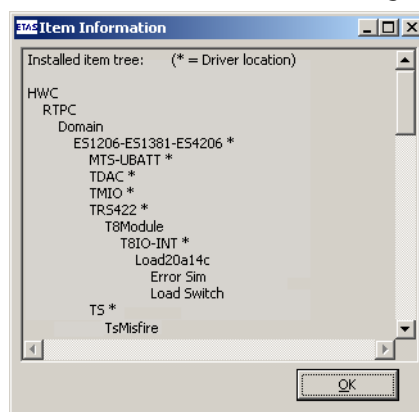 ETAS Item Information
Installed item tree: (* = Driver location)
HWC
RTPC
Domain
ES1206-ES1381-ES4206 *
MTS-UBATT *
TDAC *
TMIO *
TRS422 *
T8Module
T8IO-INT *
Load20a14c
Error Sim
Load Switch
TS *
TsMisfire
OK